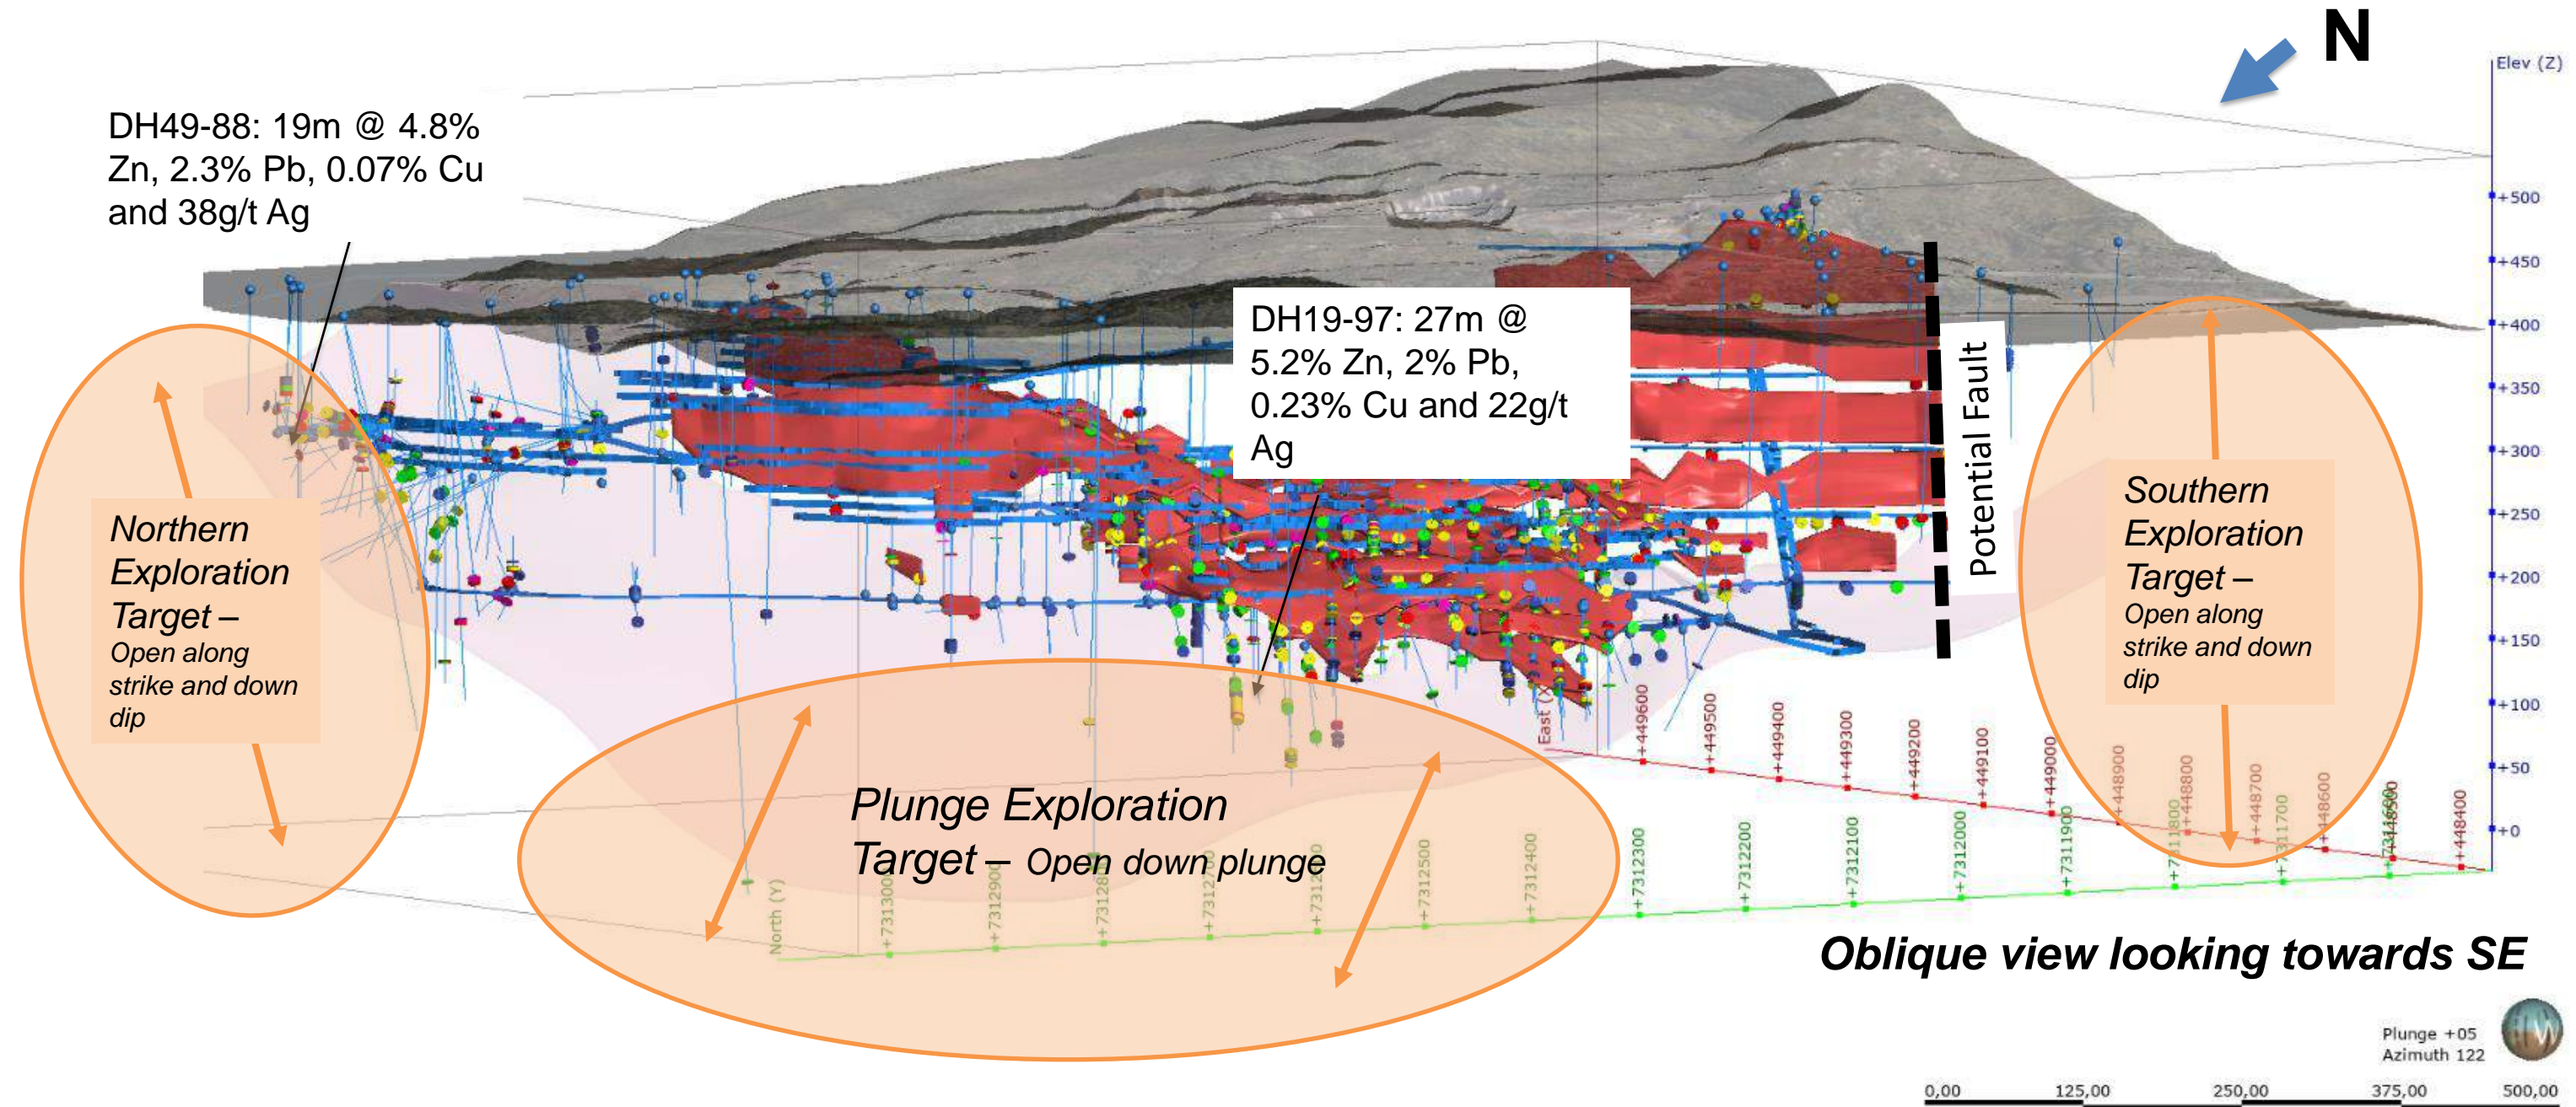 N
Elev (Z)
DH49-88: 19m @ 4.8%
Zn, 2.3% Pb, 0.07% Cu
and 38g/t Ag
+500
+450
+400
+350
+300
+250
+200
+150
+100
+50
+0
DH19-97: 27m @
5.2% Zn, 2% Pb,
0.23% Cu and 22g/t
Ag
Potential Fault
Northern
Exploration
Target –
Open along
strike and down
dip
Southern
Exploration
Target –
Open along
strike and down
dip
Plunge Exploration
Target – Open down plunge
East (X)
+449600
+449500
+449400
+449300
+449200
+449100
+449000
+448900
+448800
+448700
+448600
+448500
+448400
North (Y)
+7313000
+7312900
+7312800
+7312700
+7312600
+7312500
+7312400
+7312300
+7312200
+7312100
+7312000
+7311900
+7311800
+7311700
+7311600
Oblique view looking towards SE
Plunge +05
Azimuth 122
W
0,00 125,00 250,00 375,00 500,00